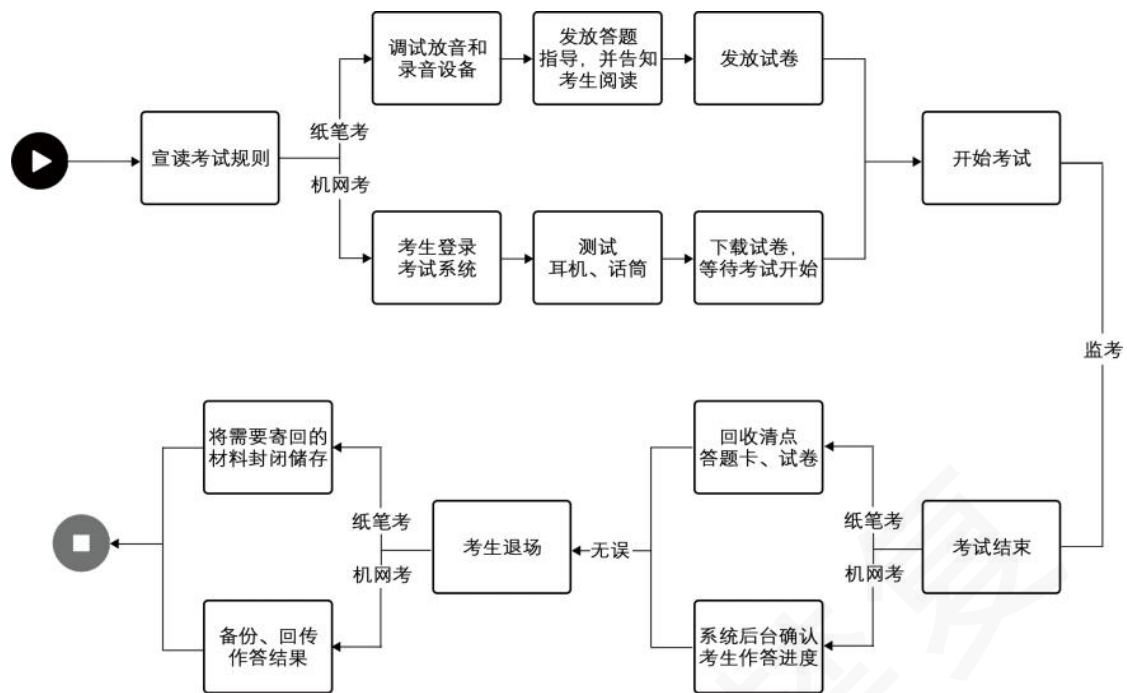 调试放音和
录音设备
发放答题
指导，并告知
考生阅读
发放试卷
纸笔考
宣读考试规则
开始考试
机网考
考生登录
考试系统
测试
耳机、话筒
下载试卷，
等待考试开始
监考
将需要寄回的
材料封闭储存
回收清点
答题卡、试卷
纸笔考
纸笔考
考生退场
无误
考试结束
机网考
机网考
备份、回传
作答结果
系统后台确认
考生作答进度